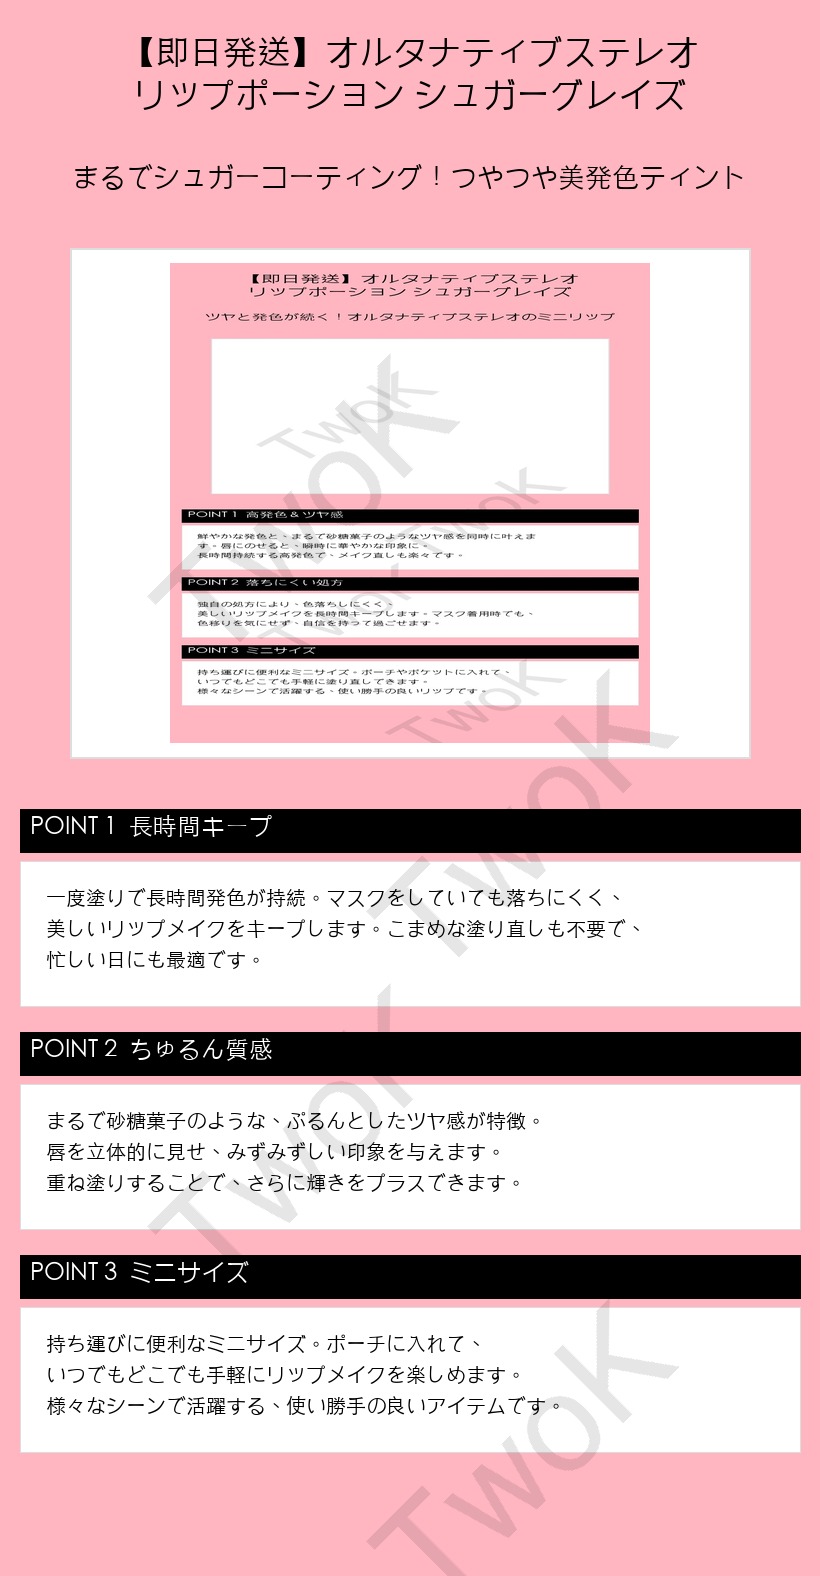 【即日発送】オルタナティブステレオ
リップポーション シュガーグレイズ
まるでシュガーコーティング！つやつや美発色ティント
【即日発送】オルタナティブステレオ
リップポーション シュガーグレイズ
ツヤと発色が続く！オルタナティブステレオのミニリップ
TwoK
TwoK
POINT 1 高発色 & ツヤ感
鮮やかな発色と、まるで砂糖菓子のようなツヤ感を同時に叶えま
す。唇にのせると、瞬時に華やかな印象に。
長時間持続する高発色で、メイク直しも楽々です。
TwoK
POINT 2 落ちにくい処方
独自の処方により、色落ちしにくく、
美しいリップメイクを長時間キープします。マスク着用時でも、
色移りを気にせず、自信を持って過ごせます。
TwoK
POINT 3 ミニサイズ
持ち運びに便利なミニサイズ。ポーチやポケットに入れて、
いつでもどこでも手軽に塗り直しできます。
様々なシーンで活躍する、使い勝手の良いリップです。
TwoK
TwoK
POINT 1 長時間キープ
一度塗りで長時間発色が持続。マスクをしていても落ちにくく、
美しいリップメイクをキープします。こまめな塗り直しも不要で、
忙しい日にも最適です。
POINT 2 ちゅるん質感
まるで砂糖菓子のような、ぷるんとしたツヤ感が特徴。
唇を立体的に見せ、みずみずしい印象を与えます。
重ね塗りすることで、さらに輝きをプラスできます。
TwoK
POINT 3 ミニサイズ
持ち運びに便利なミニサイズ。ポーチに入れて、
いつでもどこでも手軽にリップメイクを楽しめます。
様々なシーンで活躍する、使い勝手の良いアイテムです。
TwoK